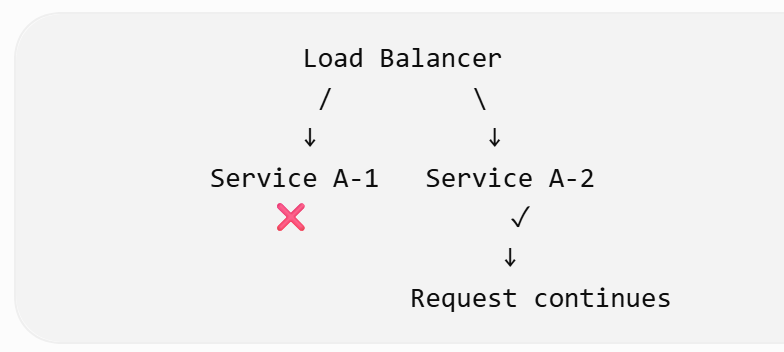 Load Balancer
/ \
↓ ↓
Service A-1 Service A-2
❌ ✓
↓
Request continues